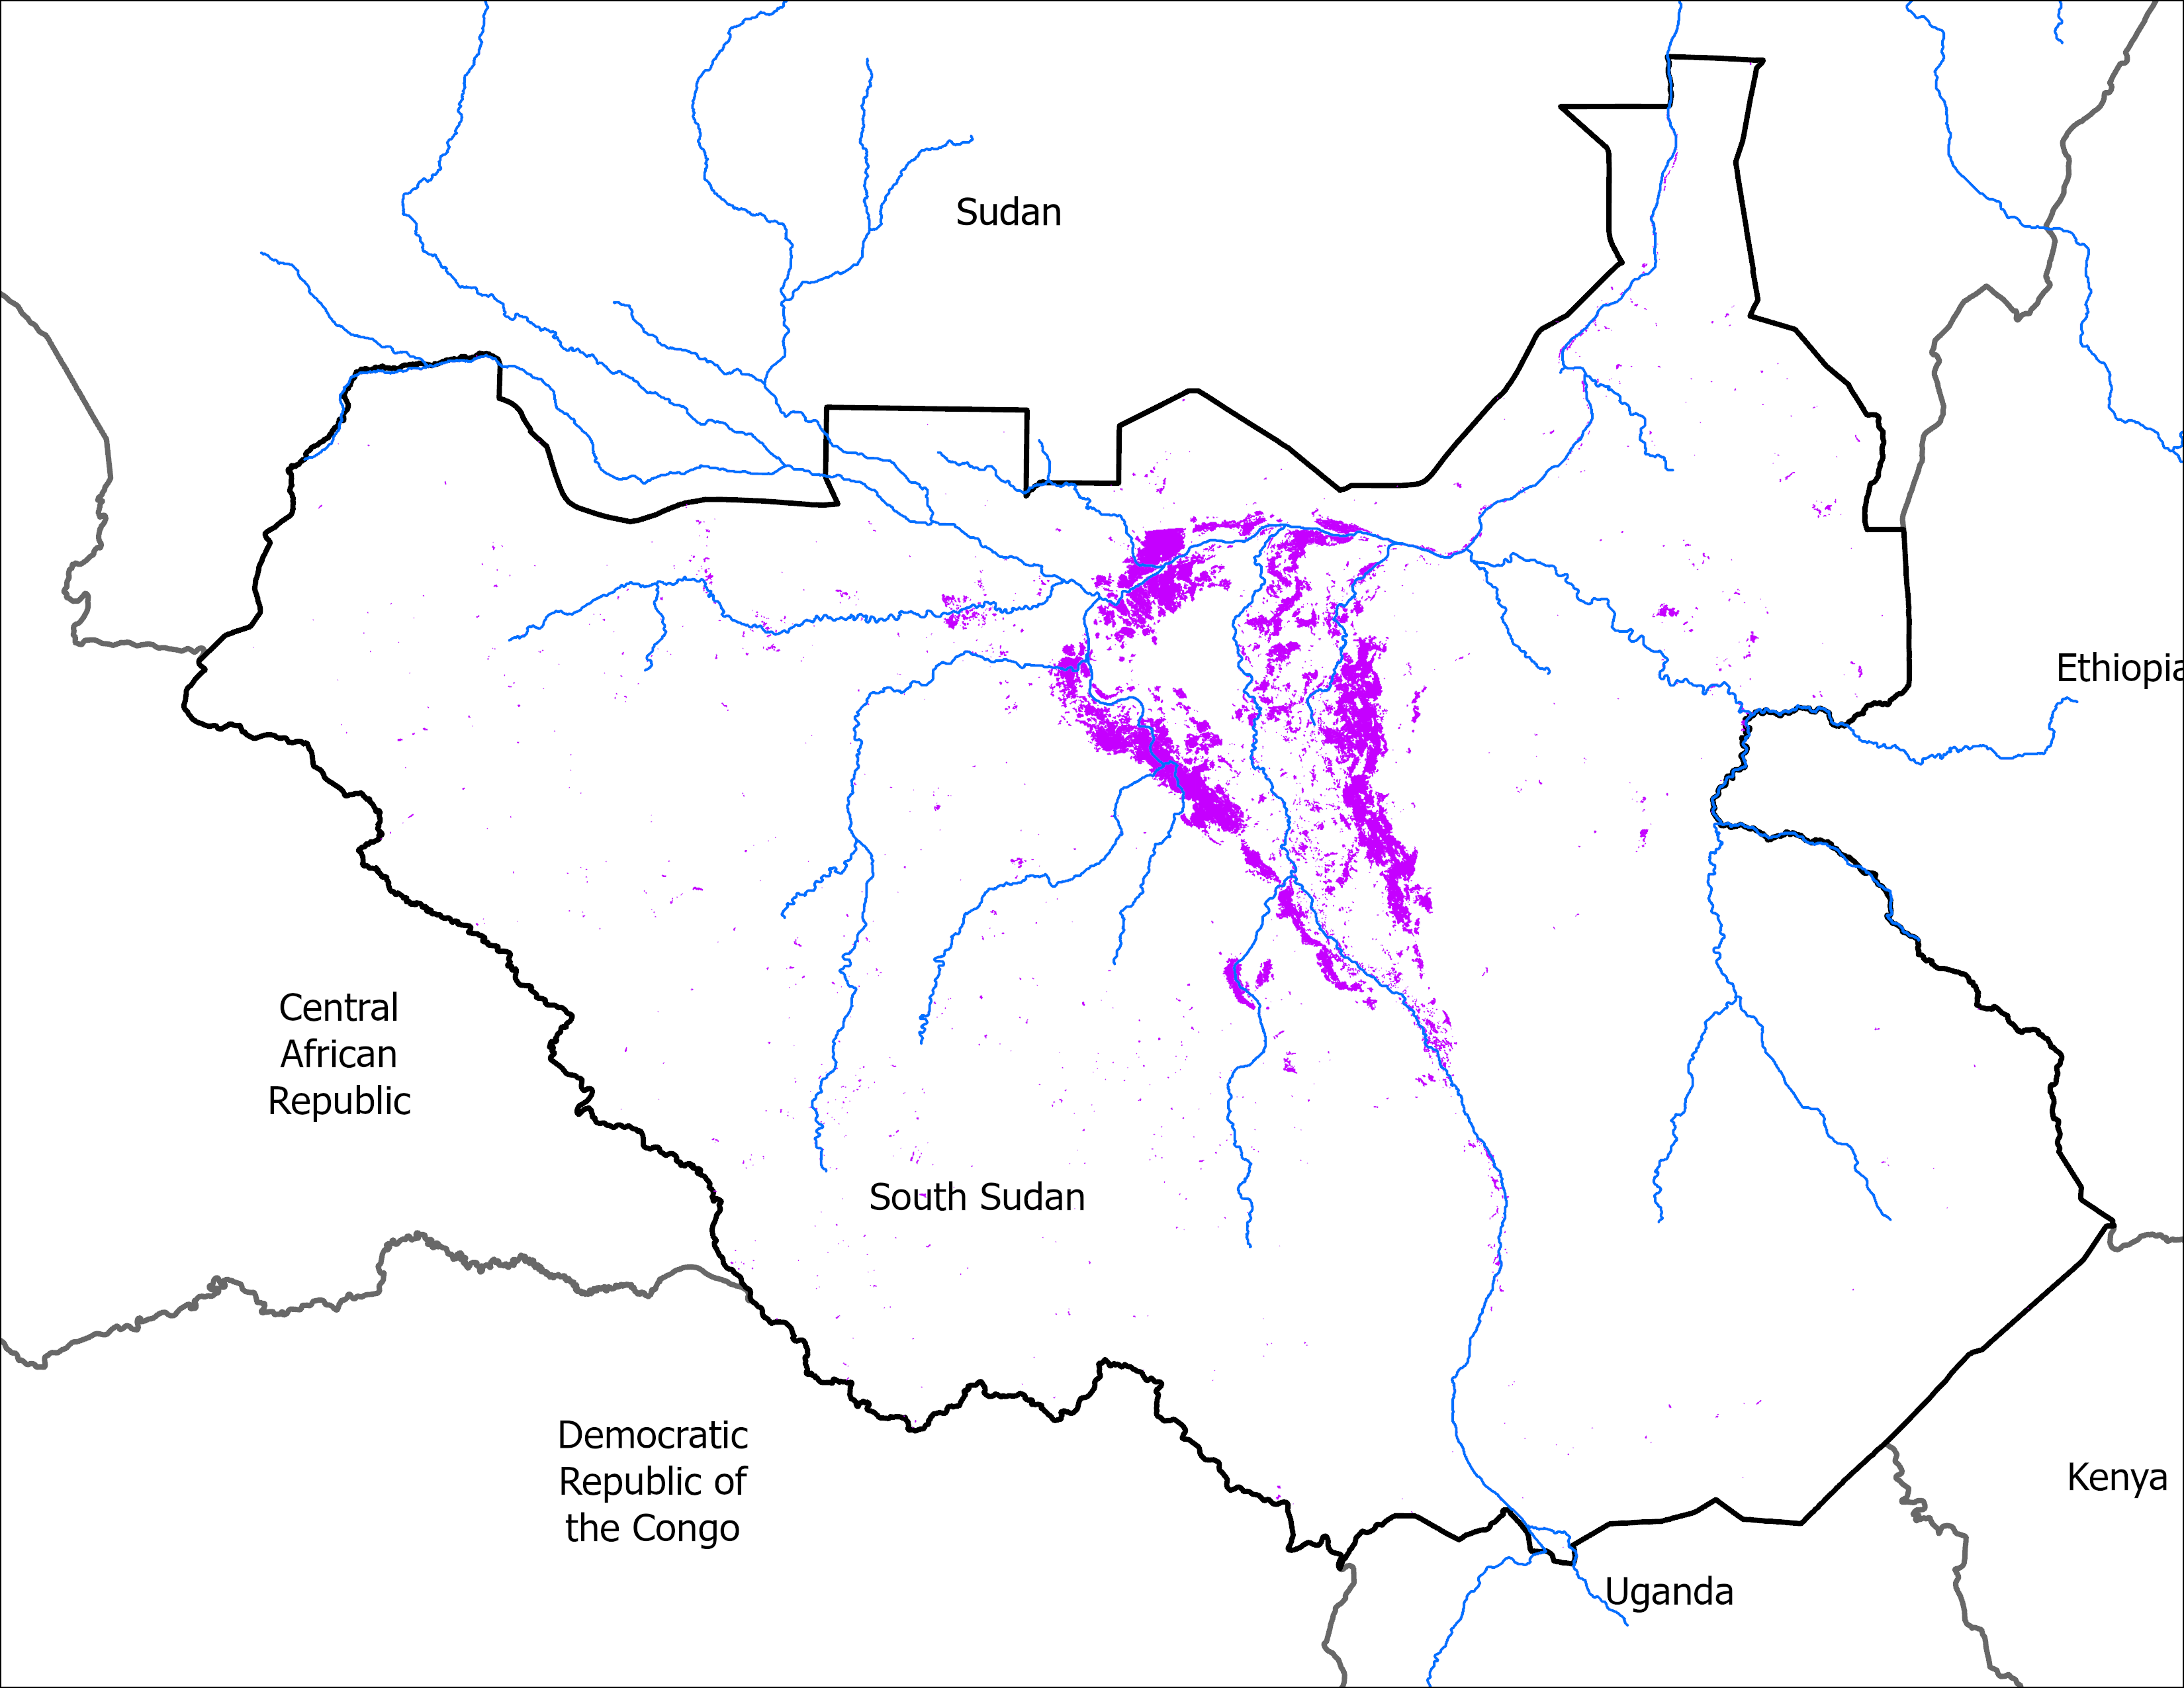 Sudan
Ethiopia
Central
African
Republic
South Sudan
Democratic
Republic of
the Congo
Kenya
Uganda